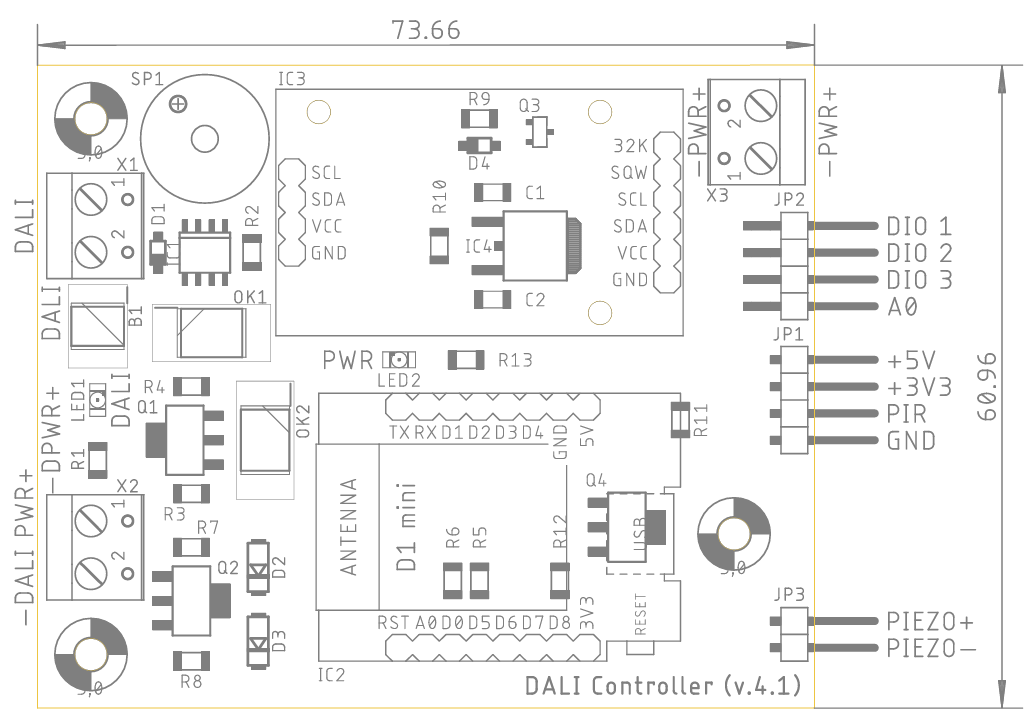 73.66
SP1
IC3
3,0
X1
DALI
1
2
D1
R2
R9
Q3
D4
SCL
SDA
VCC
GND
R10
C1
IC4
C2
32K
SQW
SCL
SDA
VCC
GND
-PWR+
2
1
X3
-PWR+
JP2
DIO 1
DIO 2
DIO 3
A0
DALI
B1
OK1
PWR
LED2
R13
JP1
+5V
+3V3
PIR
GND
60.96
LED1
DALI
R4
Q1
OK2
-DPWR+
R1
R3
TX RX D1 D2 D3 D4
GND
5V
R11
-DALI PWR+
X2
1
2
R7
Q2
D2
D3
R8
3,0
ANTENNA
D1 mini
R6
R5
R12
Q4
USB
3,0
RST A0 D0 D5 D6 D7 D8
3V3
RESET
IC2
JP3
PIEZO+
PIEZO-
DALI Controller (v.4.1)